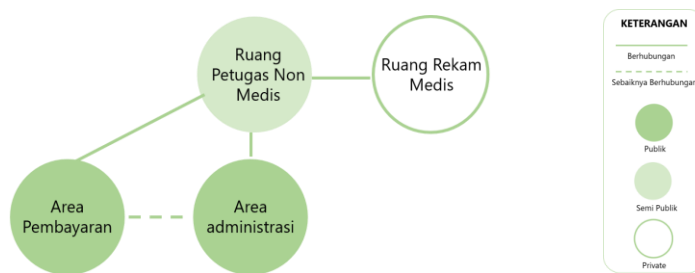 Ruang
Petugas Non
Medis
Ruang Rekam
Medis
Area
Pembayaran
Area
administrasi
KETERANGAN
Berhubungan
Sebaiknya Berhubungan
Publik
Semi Publik
Private